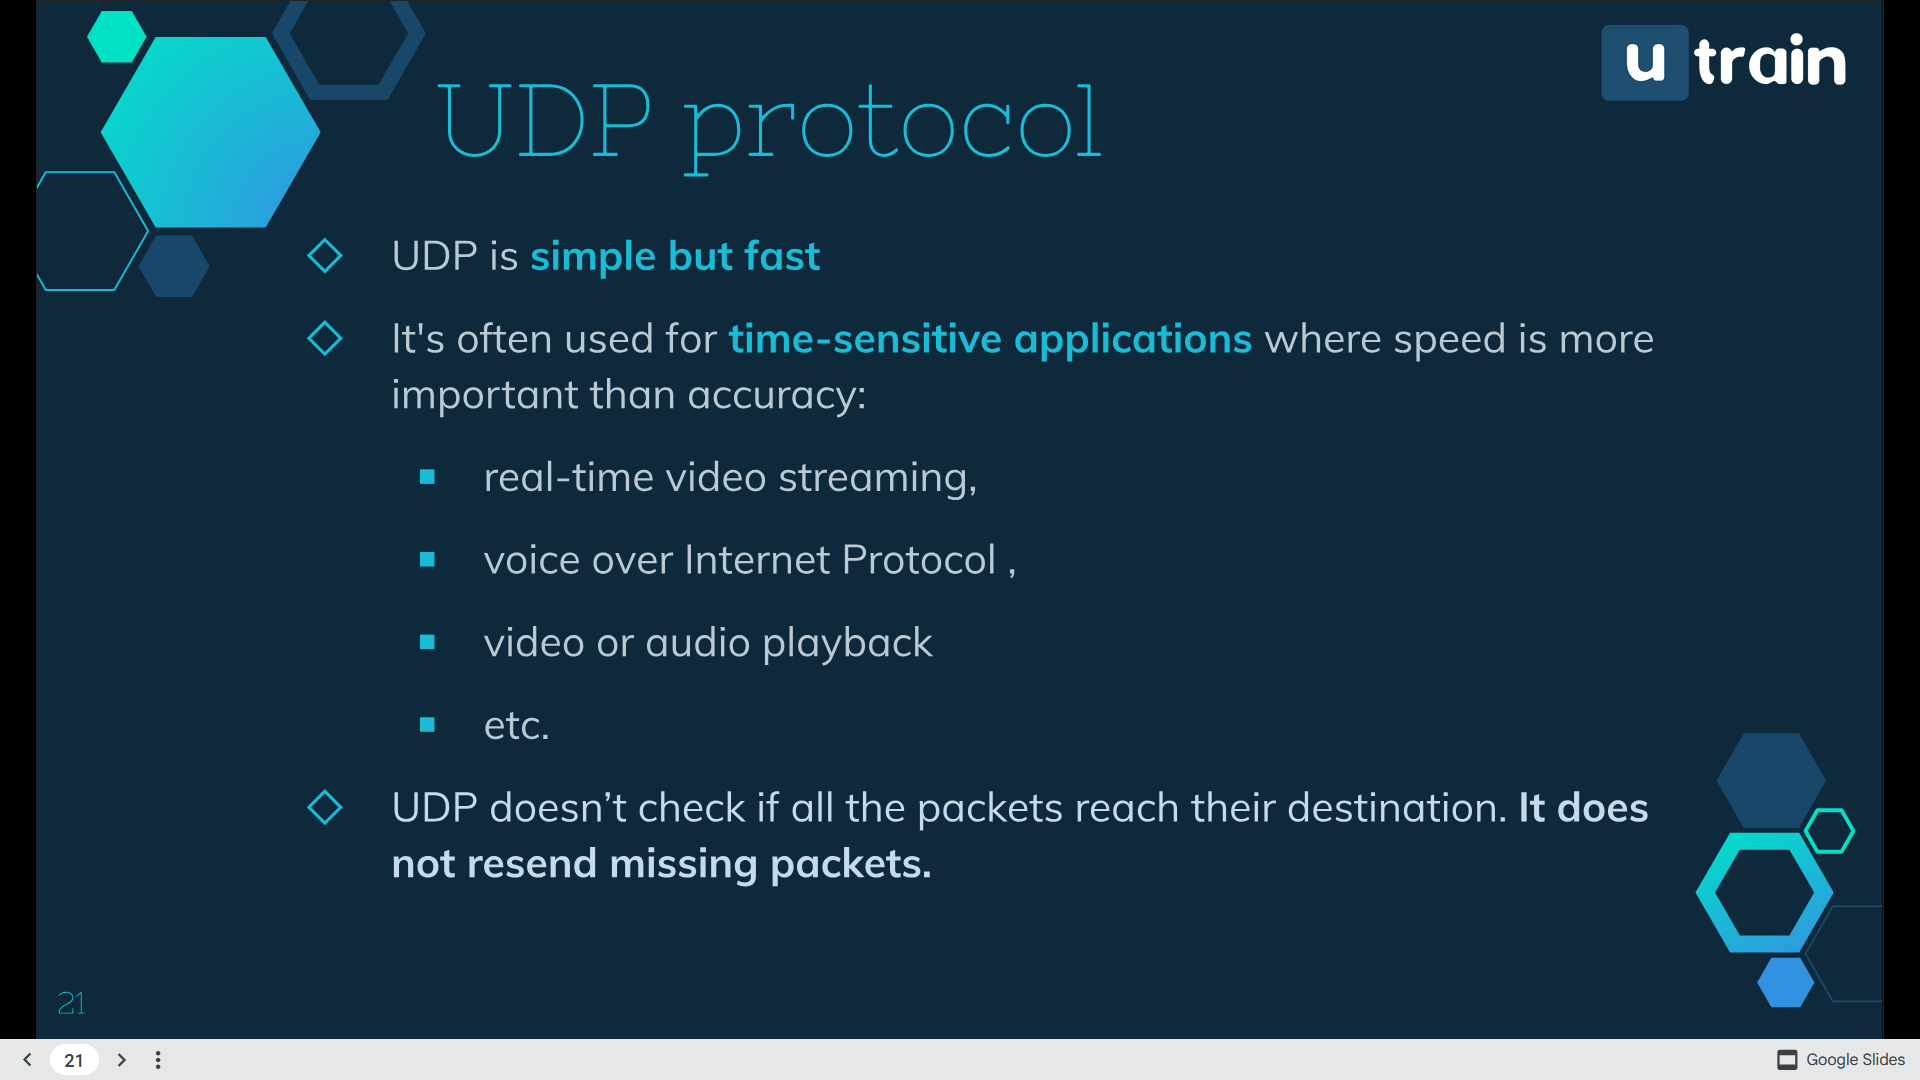 u train
UDP protocol
UDP is simple but fast
It's often used for time-sensitive applications where speed is more
important than accuracy:
real-time video streaming,
voice over Internet Protocol ,
video or audio playback
etc.
UDP doesn’t check if all the packets reach their destination. It does
not resend missing packets.
21
21
Google Slides